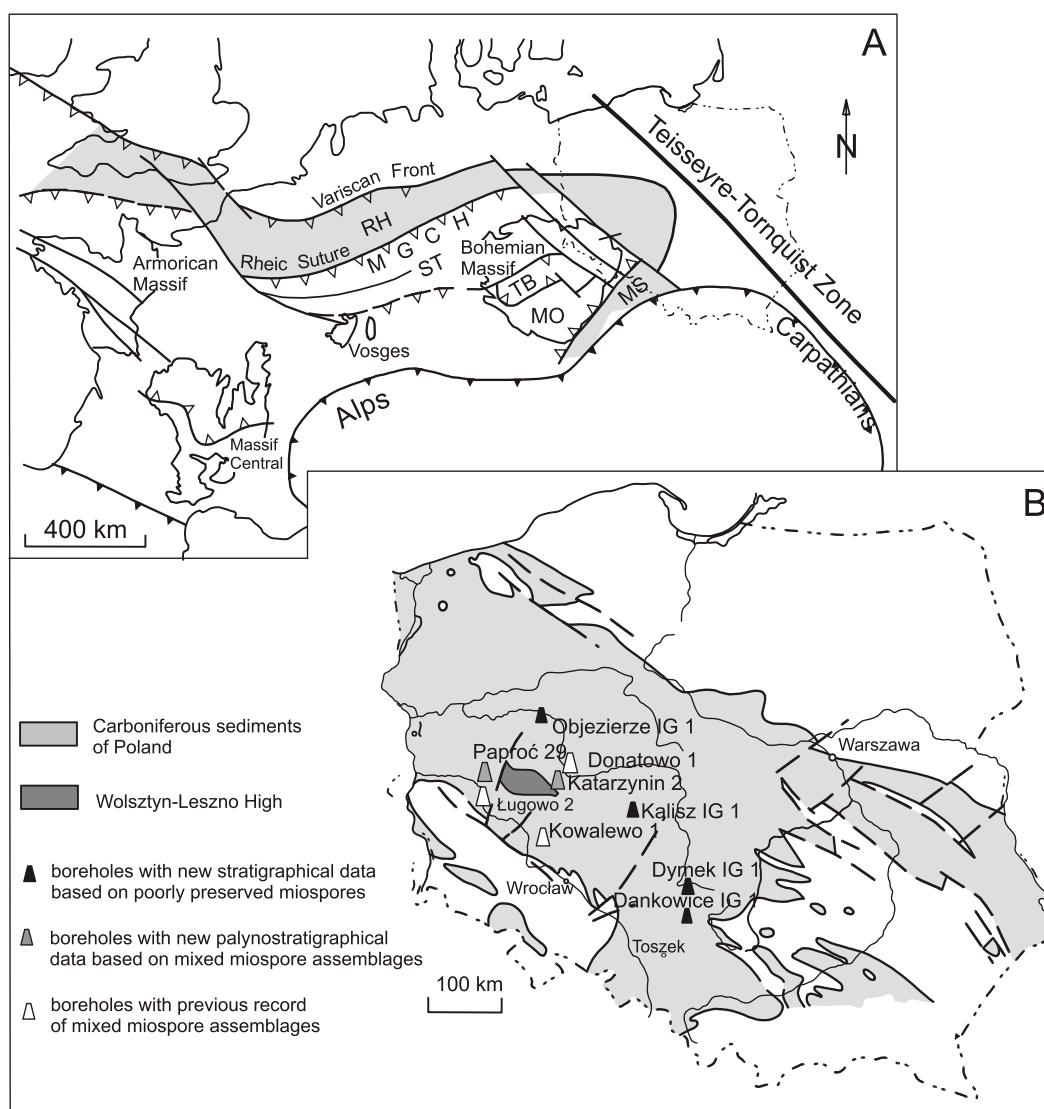 A
N
Teisseyre-Tornquist Zone
Variscan Front
RH
Rheic Suture
M G C H
ST
Bohemian
Massif
TB
MO
MS
Armorican
Massif
Vosges
Alps
Carpathians
Massif
Central
400 km
B
Carboniferous sediments
of Poland
Wolsztyn-Leszno High
boreholes with new stratigraphical data
based on poorly preserved miospores
boreholes with new palynostratigraphical
data based on mixed miospore assemblages
boreholes with previous record
of mixed miospore assemblages
Objezierze IG 1
Paproć 29
Donatowo 1
Katarzynin 2
Ługowo 2
Kalisz IG 1
Kowalewo 1
Warszawa
Dymek IG 1
Wrocław
Dankowice IG 1
Toszek
100 km